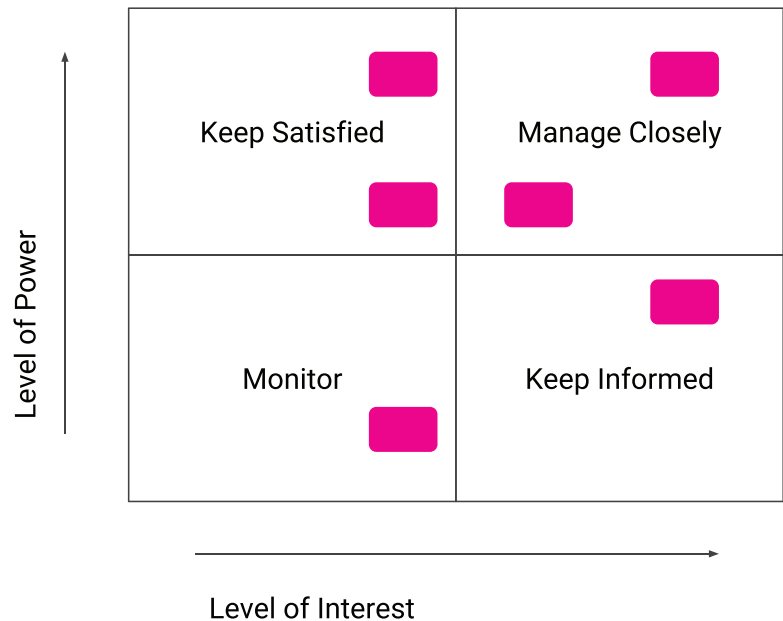 Keep Satisfied
Manage Closely
Level of Power
Monitor
Keep Informed
Level of Interest